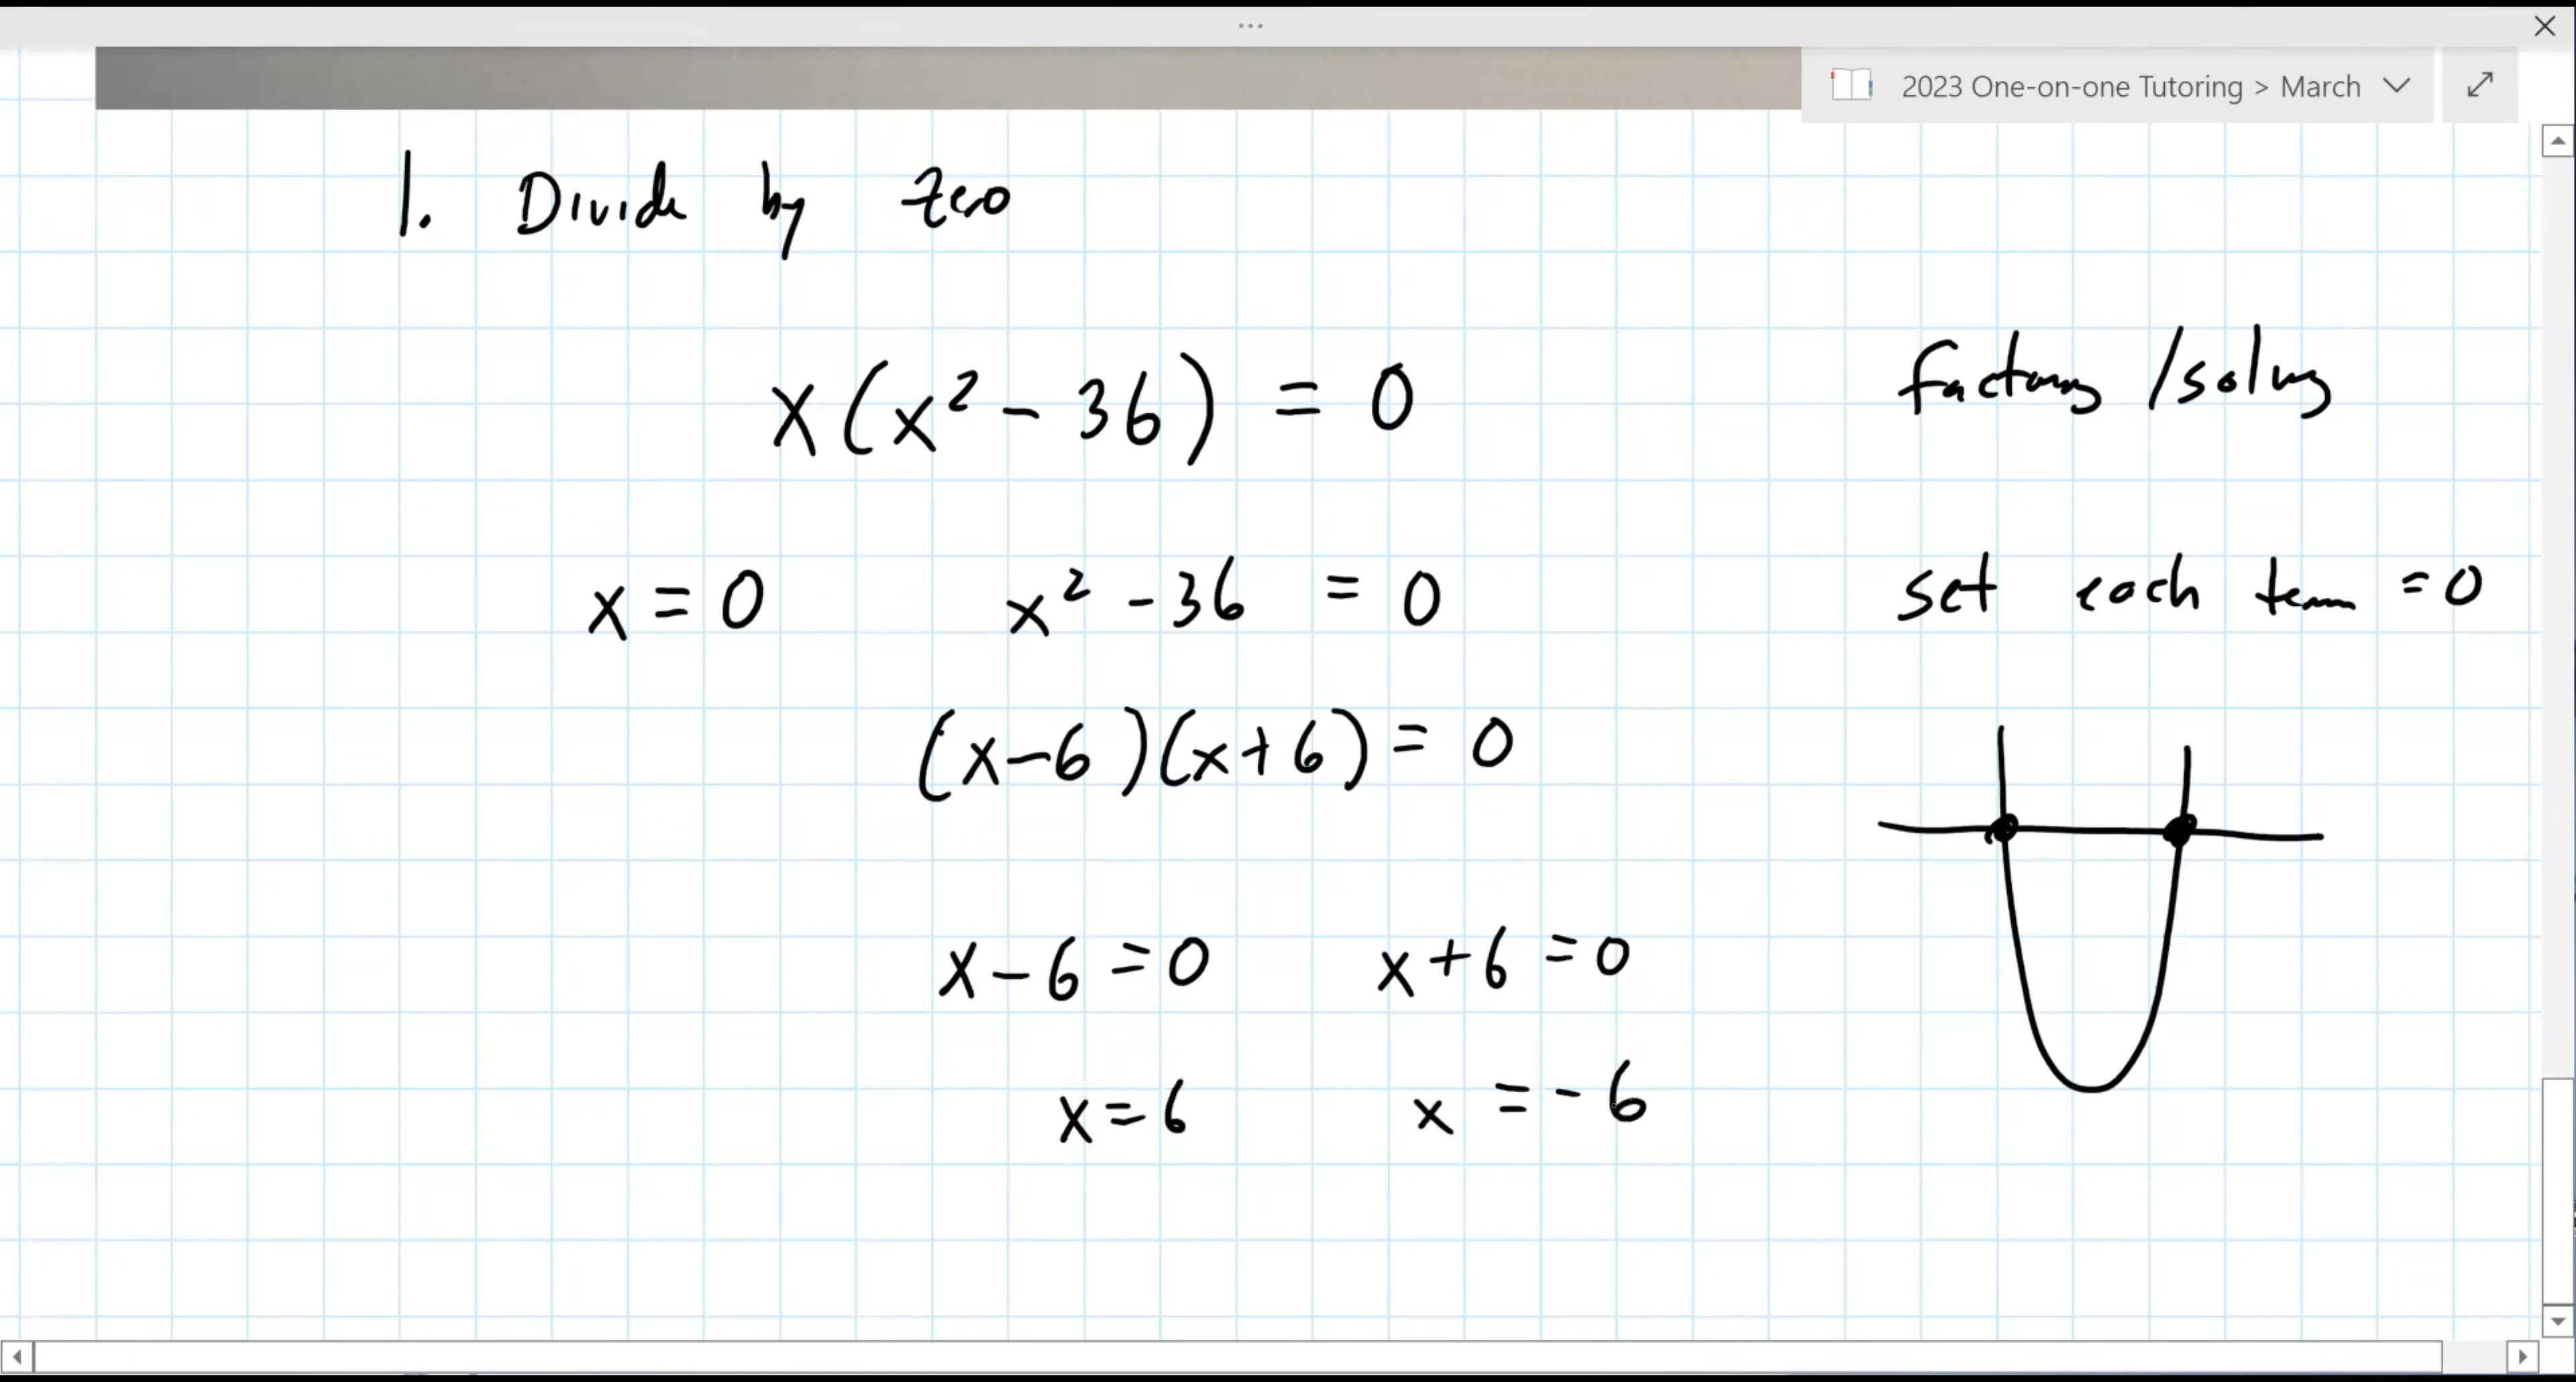 2023 One-on-one Tutoring > March
1. Divide by zero
x(x² - 36) = 0
factoring/solving
x = 0 x² - 36 = 0
set each term = 0
(x-6)(x+6) = 0
x - 6 = 0 x + 6 = 0
x = 6 x = -6